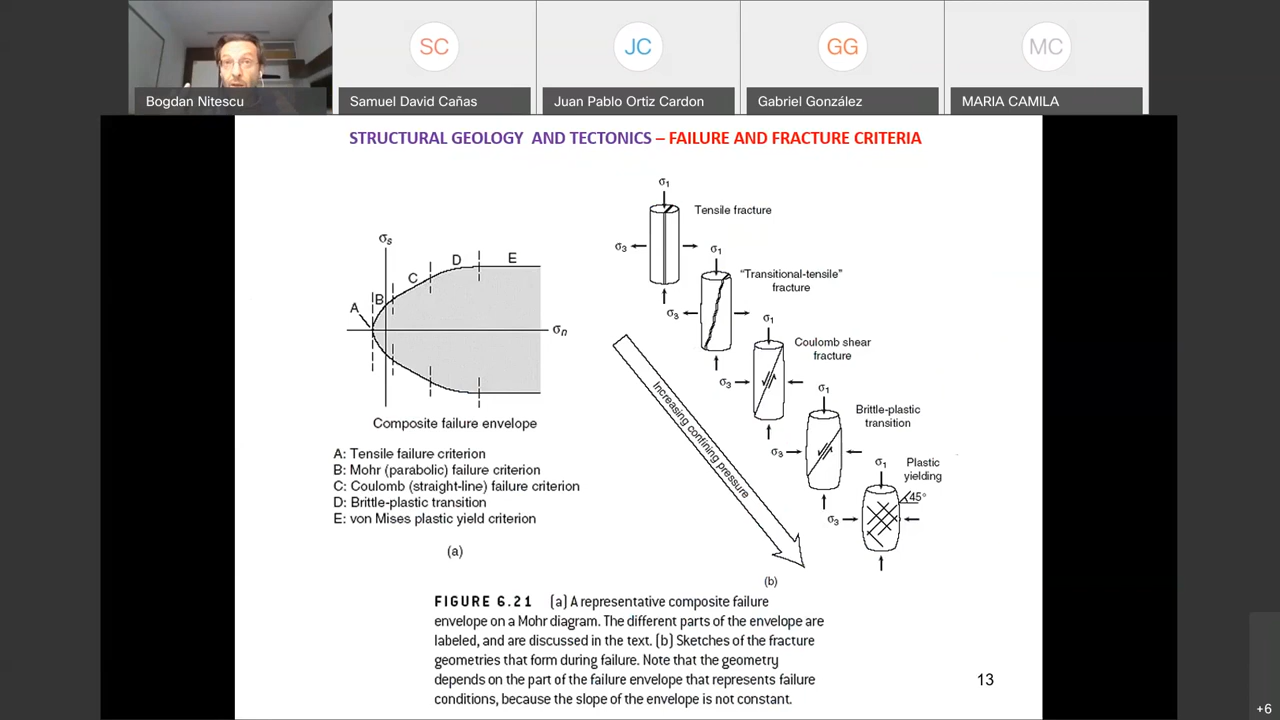 SC
JC
GG
MC
Bogdan Nitescu
Samuel David Cañas
Juan Pablo Ortiz Cardon
Gabriel González
MARIA CAMILA
STRUCTURAL GEOLOGY AND TECTONICS – FAILURE AND FRACTURE CRITERIA
σs
A
B
C
D
E
σn
Composite failure envelope
A: Tensile failure criterion
B: Mohr (parabolic) failure criterion
C: Coulomb (straight-line) failure criterion
D: Brittle-plastic transition
E: von Mises plastic yield criterion
(a)
σ1
Tensile fracture
σ3
σ1
"Transitional-tensile"
fracture
σ3
σ1
Coulomb shear
fracture
σ3
σ1
Brittle-plastic
transition
σ3
σ1
Plastic
yielding
45°
σ3
Increasing confining pressure
(b)
FIGURE 6.21 (a) A representative composite failure
envelope on a Mohr diagram. The different parts of the envelope are
labeled, and are discussed in the text. (b) Sketches of the fracture
geometries that form during failure. Note that the geometry
depends on the part of the failure envelope that represents failure
conditions, because the slope of the envelope is not constant.
13
+6